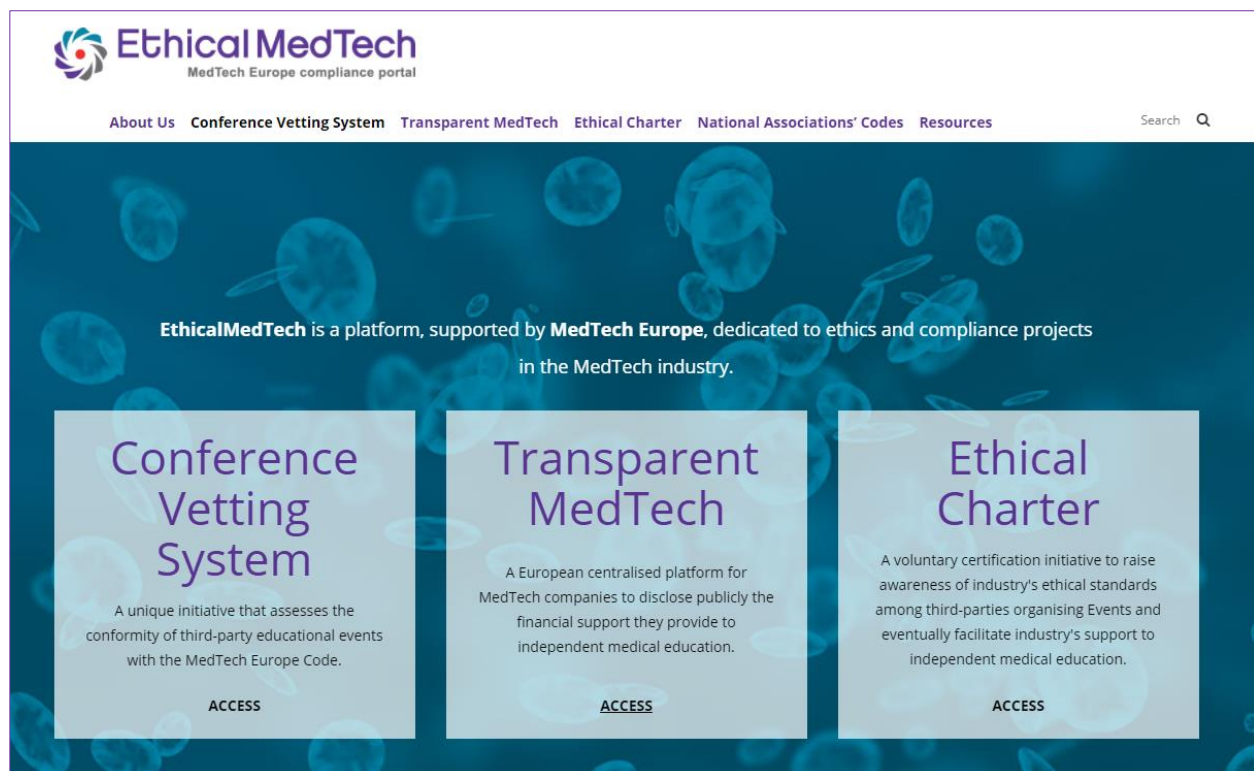 EthicalMedTech
MedTech Europe compliance portal
About Us Conference Vetting System Transparent MedTech Ethical Charter National Associations' Codes Resources Search
EthicalMedTech is a platform, supported by MedTech Europe, dedicated to ethics and compliance projects
in the MedTech industry.
Conference
Vetting
System
A unique initiative that assesses the
conformity of third-party educational events
with the MedTech Europe Code.
ACCESS
Transparent
MedTech
A European centralised platform for
MedTech companies to disclose publicly the
financial support they provide to
independent medical education.
ACCESS
Ethical
Charter
A voluntary certification initiative to raise
awareness of industry's ethical standards
among third-parties organising Events and
eventually facilitate industry's support to
independent medical education.
ACCESS